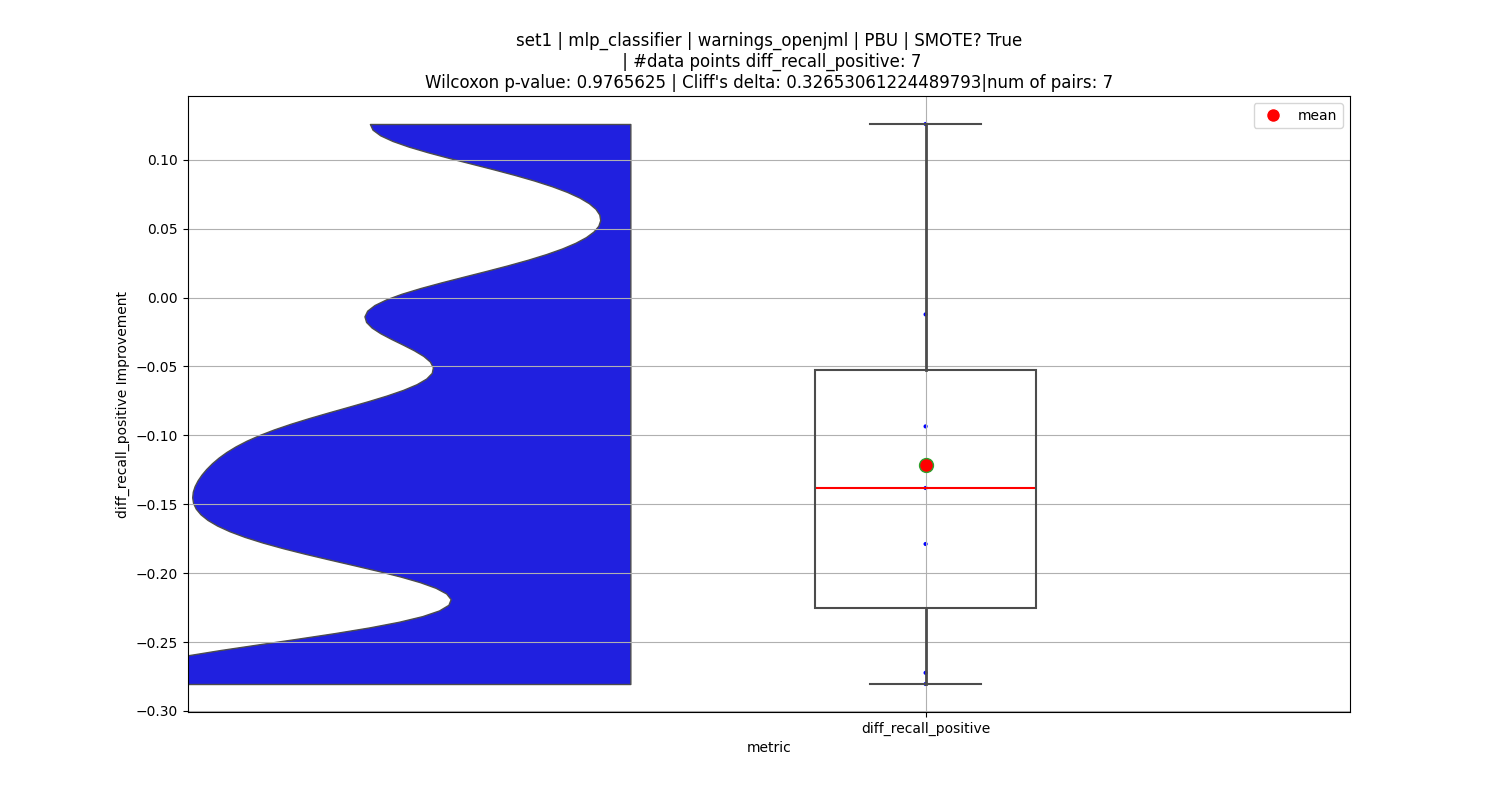 set1 | mlp_classifier | warnings_openjml | PBU | SMOTE? True
| #data points diff_recall_positive: 7
Wilcoxon p-value: 0.9765625 | Cliff's delta: 0.32653061224489793|num of pairs: 7
mean
0.10
0.05
0.00
−0.05
−0.10
−0.15
−0.20
−0.25
−0.30
diff_recall_positive Improvement
diff_recall_positive
metric